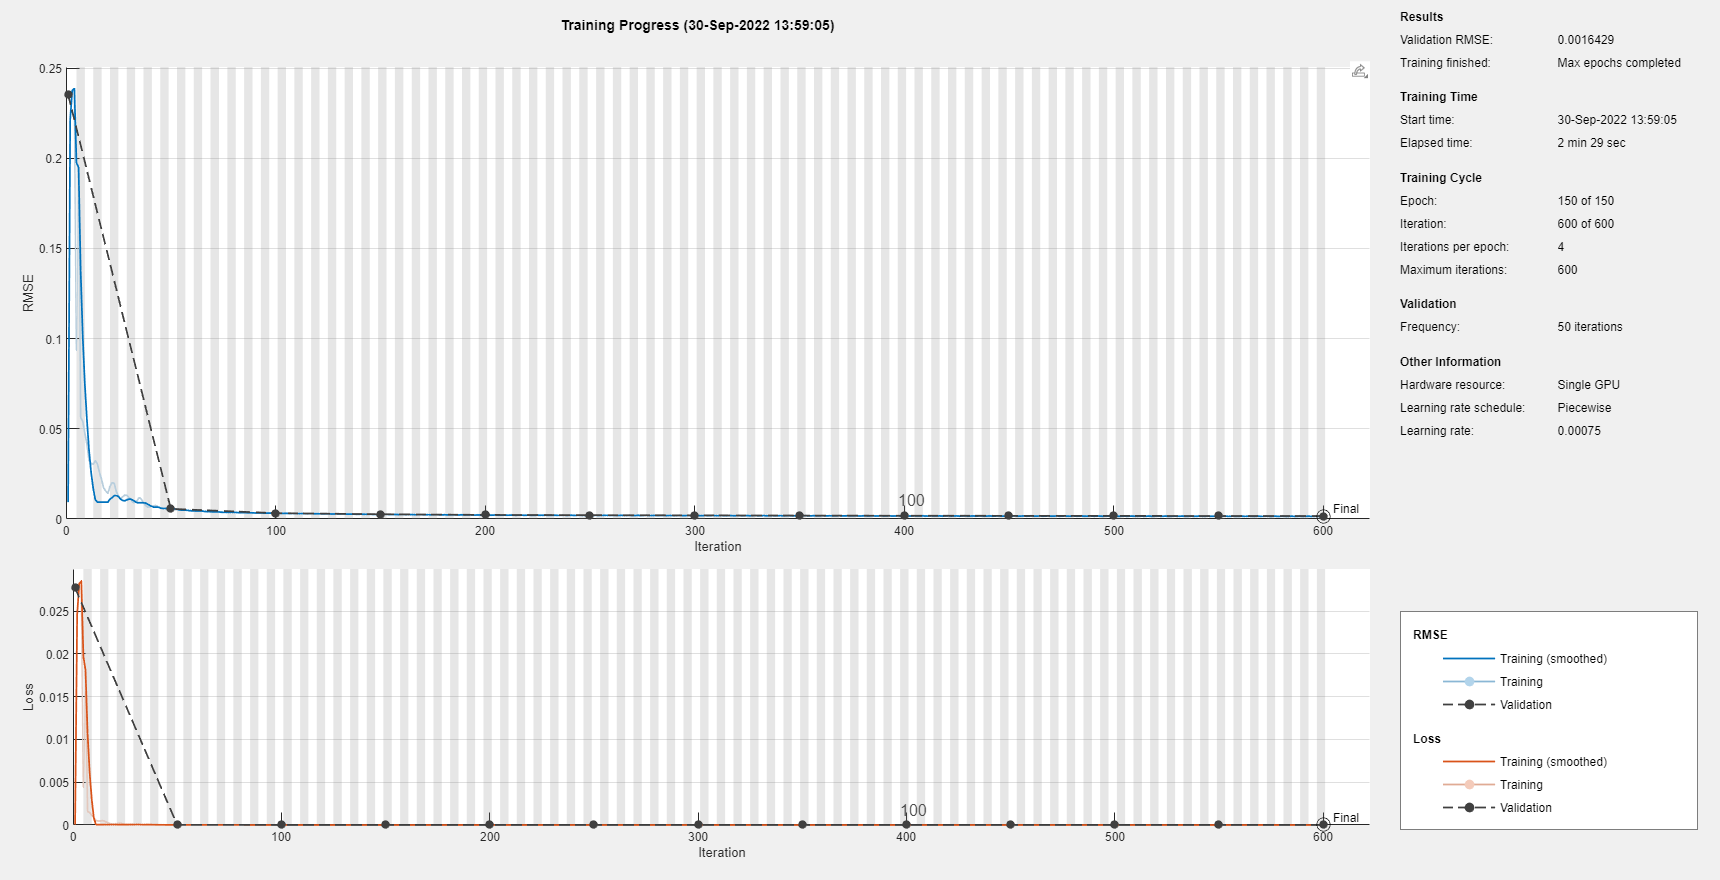 Training Progress (30-Sep-2022 13:59:05)
0.25
0.2
0.15
0.1
0.05
0
RMSE
100
Final
0 100 200 300 400 500 600
Iteration
0.025
0.02
0.015
0.01
0.005
0
Loss
100
Final
0 100 200 300 400 500 600
Iteration
Results
Validation RMSE: 0.0016429
Training finished: Max epochs completed
Training Time
Start time: 30-Sep-2022 13:59:05
Elapsed time: 2 min 29 sec
Training Cycle
Epoch: 150 of 150
Iteration: 600 of 600
Iterations per epoch: 4
Maximum iterations: 600
Validation
Frequency: 50 iterations
Other Information
Hardware resource: Single GPU
Learning rate schedule: Piecewise
Learning rate: 0.00075
RMSE
Training (smoothed)
Training
Validation
Loss
Training (smoothed)
Training
Validation